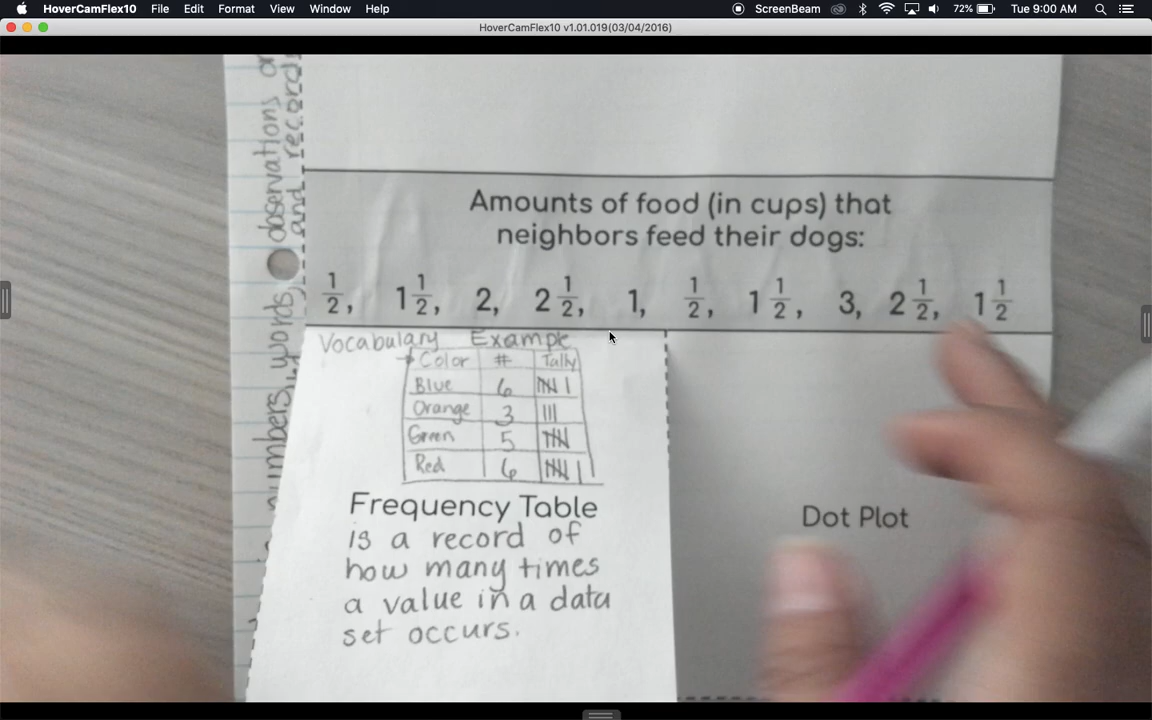 HoverCamFlex10 File Edit Format View Window Help ScreenBeam 72% Tue 9:00 AM
HoverCamFlex10 v1.01.019(03/04/2016)
observations or
and records
numbers, words,
Amounts of food (in cups) that
neighbors feed their dogs:
1/2, 1 1/2, 2, 2 1/2, 1, 1/2, 1 1/2, 3, 2 1/2, 1 1/2
Vocabulary Example
Color # Tally
Blue 6
Orange 3
Green 5
Red 6
Frequency Table
is a record of
how many times
a value in a data
set occurs.
Dot Plot